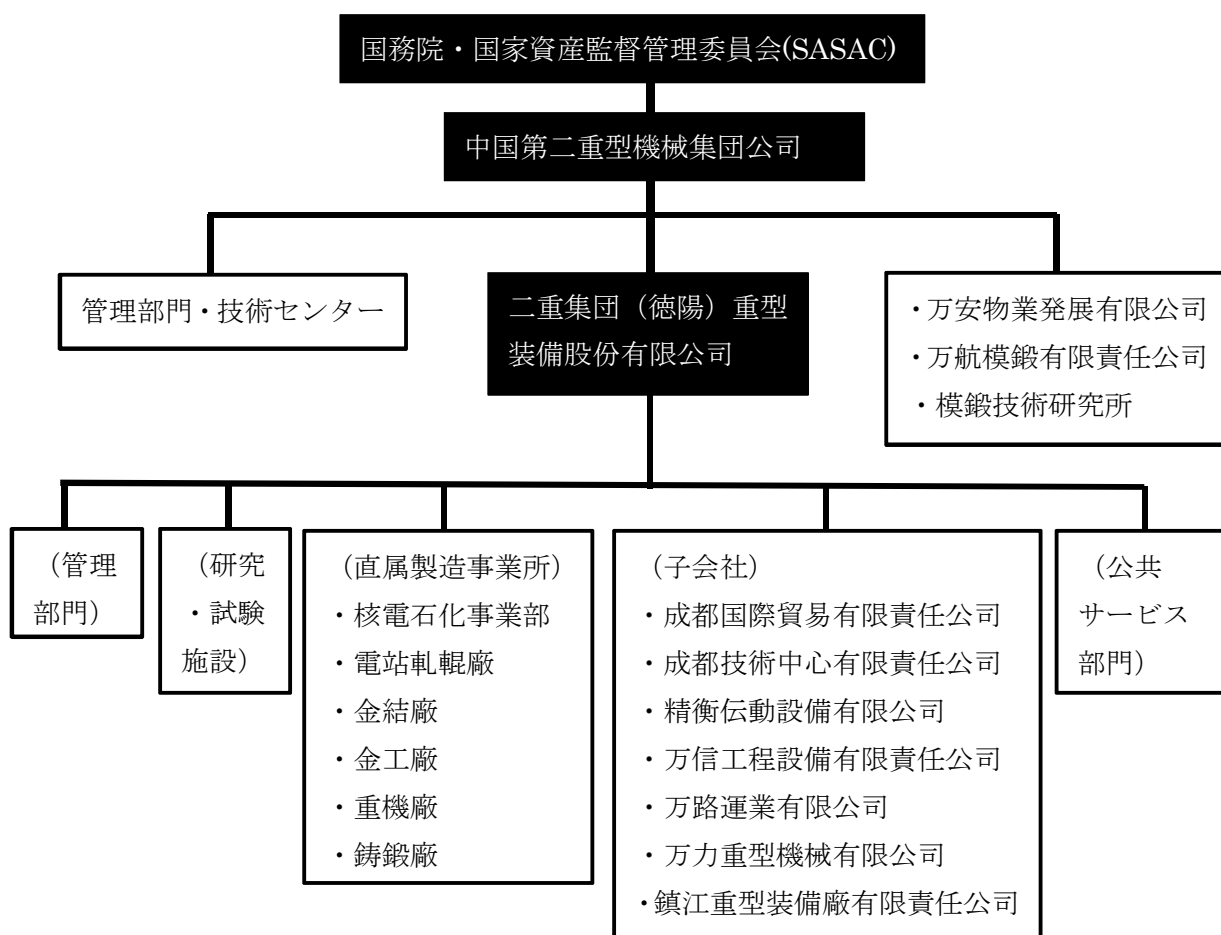 国務院・国家資産監督管理委員会(SASAC)
中国第二重型機械集団公司
管理部門・技術センター
二重集団（徳陽）重型
装備股份有限公司
・万安物業発展有限公司
・万航模鍛有限責任公司
・模鍛技術研究所
（管理
部門）
（研究
・試験
施設）
（直属製造事業所）
・核電石化事業部
・電站軋輥廠
・金結廠
・金工廠
・重機廠
・鋳鍛廠
（子会社）
・成都国際貿易有限責任公司
・成都技術中心有限責任公司
・精衡伝動設備有限公司
・万信工程設備有限責任公司
・万路運業有限公司
・万力重型機械有限公司
・鎮江重型装備廠有限責任公司
（公共
サービス
部門）